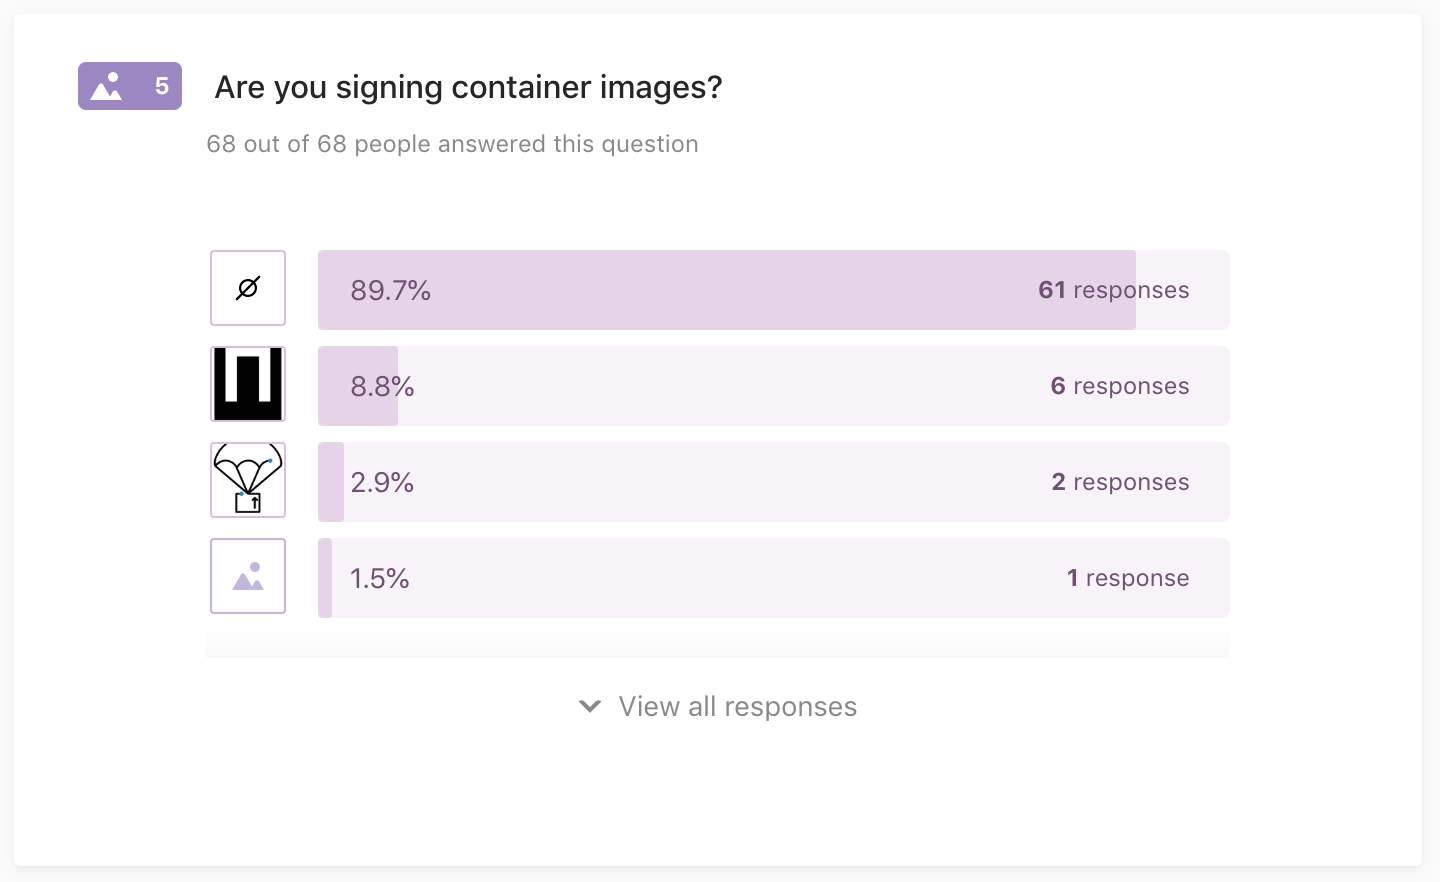 5 Are you signing container images?
68 out of 68 people answered this question
89.7% 61 responses
8.8% 6 responses
2.9% 2 responses
1.5% 1 response
View all responses